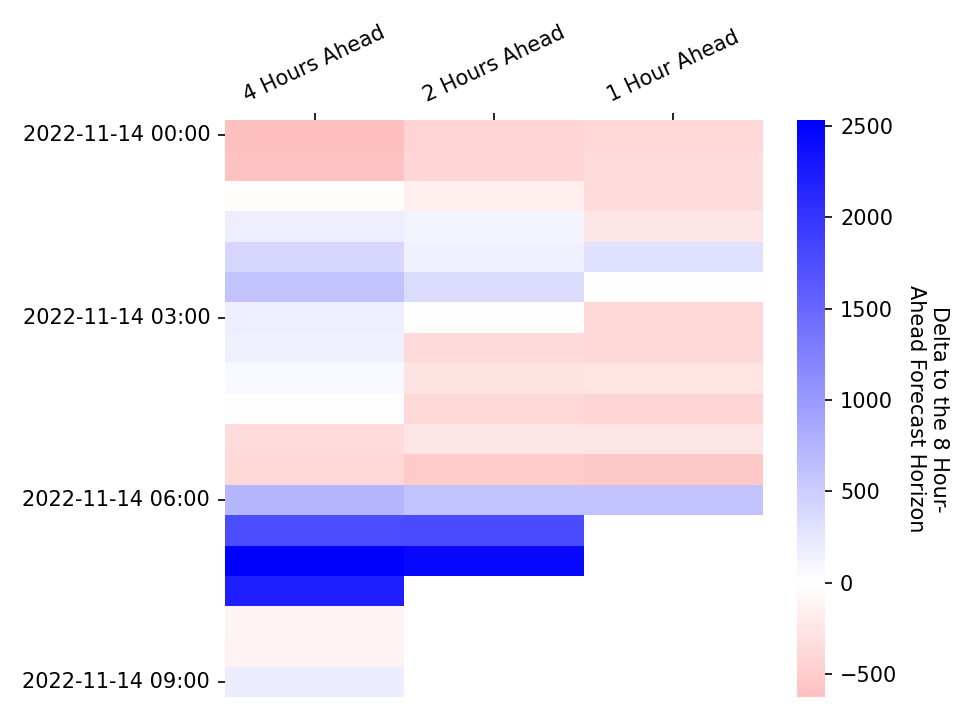 4 Hours Ahead
2 Hours Ahead
1 Hour Ahead
2022-11-14 00:00
2022-11-14 03:00
2022-11-14 06:00
2022-11-14 09:00
2500
2000
1500
1000
500
0
−500
Delta to the 8 Hour-
Ahead Forecast Horizon